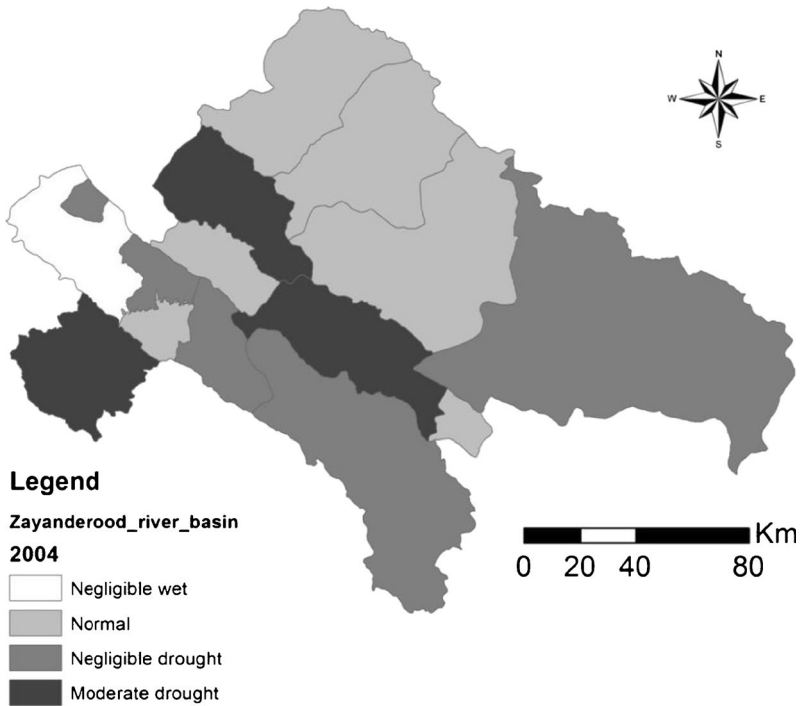 N
W E
S
Legend
Zayanderood_river_basin
2004
Negligible wet
Normal
Negligible drought
Moderate drought
Km
0 20 40 80